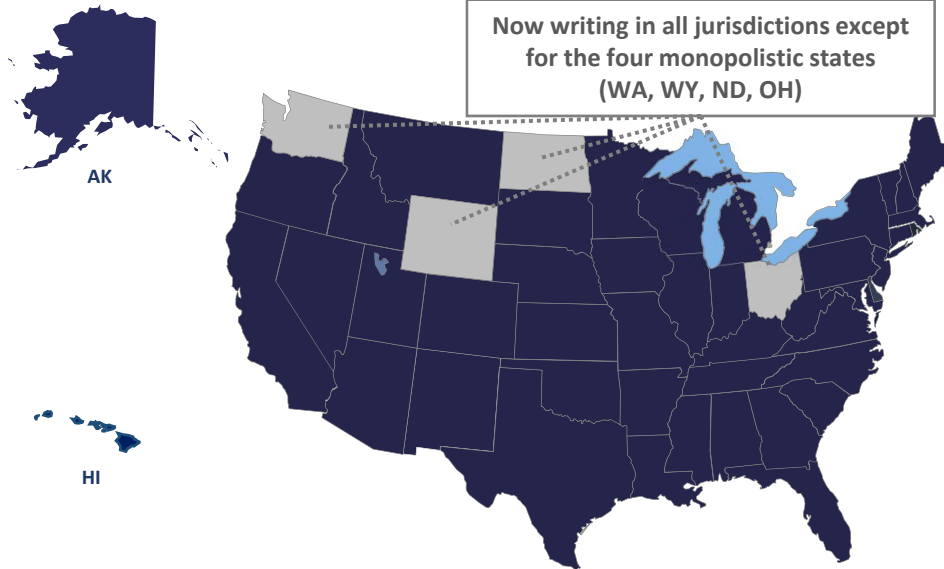 Now writing in all jurisdictions except
for the four monopolistic states
(WA, WY, ND, OH)
AK
HI